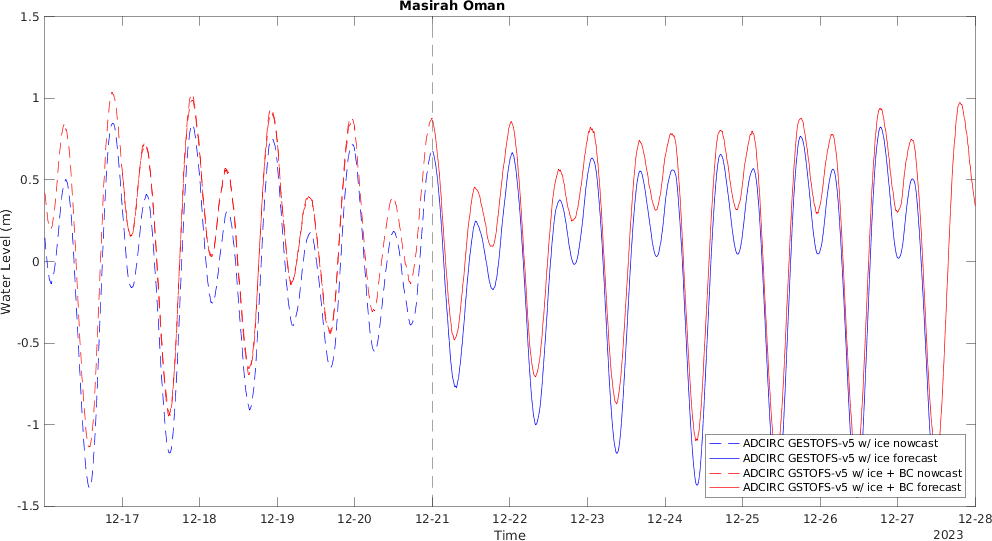 Masirah Oman
1.5
1
0.5
0
-0.5
-1
-1.5
Water Level (m)
ADCIRC GESTOFS-v5 w/ ice nowcast
ADCIRC GESTOFS-v5 w/ ice forecast
ADCIRC GSTOFS-v5 w/ ice + BC nowcast
ADCIRC GSTOFS-v5 w/ ice + BC forecast
12-17 12-18 12-19 12-20 12-21 12-22 12-23 12-24 12-25 12-26 12-27 12-28
Time
2023